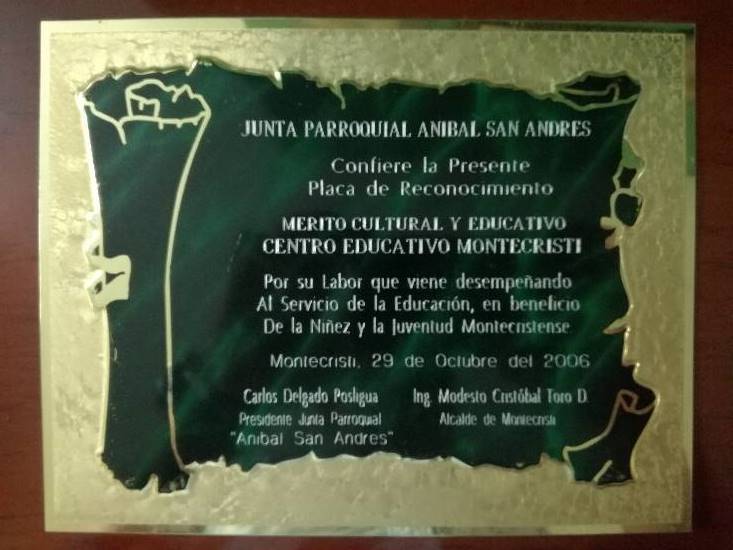 JUNTA PARROQUIAL ANIBAL SAN ANDRES
Confiere la Presente
Placa de Reconocimiento
MERITO CULTURAL Y EDUCATIVO
CENTRO EDUCATIVO MONTECRISTI
Por su Labor que viene desempeñando
Al Servicio de la Educación, en beneficio
De la Niñez y la Juventud Montecristense
Montecristi, 29 de Octubre del 2006
Carlos Delgado Posligua
Ing. Modesto Cristóbal Toro D.
Presidente Junta Parroquial
Alcalde de Montecristi
"Anibal San Andres"